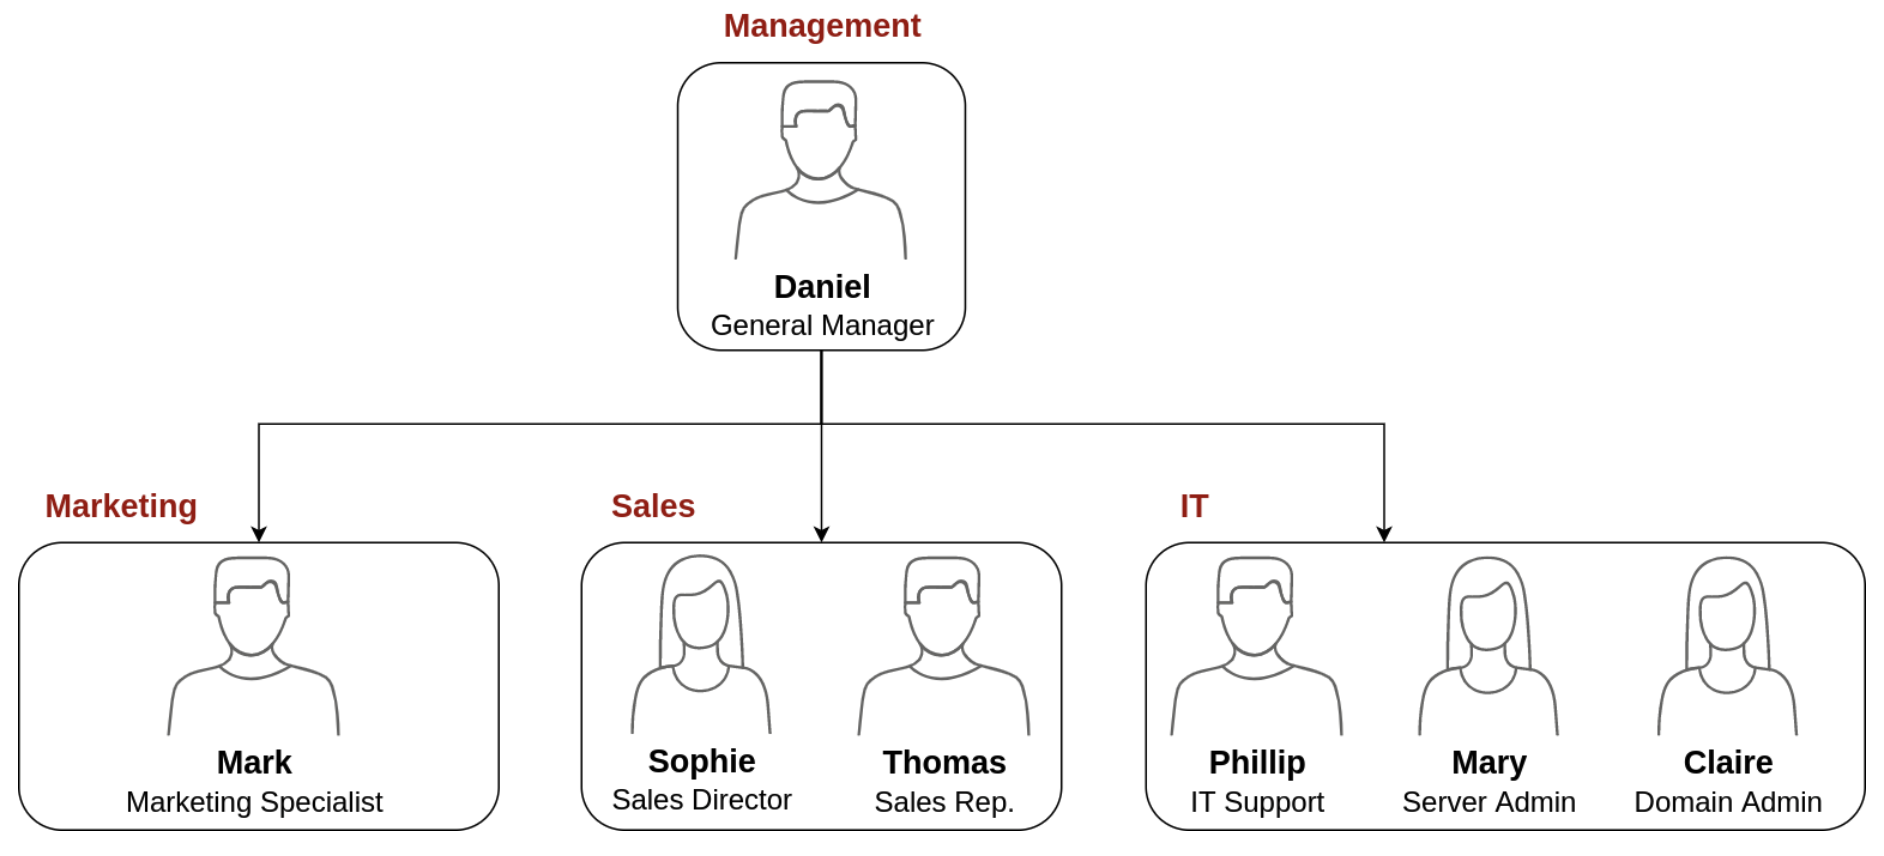 Management
Daniel
General Manager
Marketing
Mark
Marketing Specialist
Sales
Sophie
Sales Director
Thomas
Sales Rep.
IT
Phillip
IT Support
Mary
Server Admin
Claire
Domain Admin